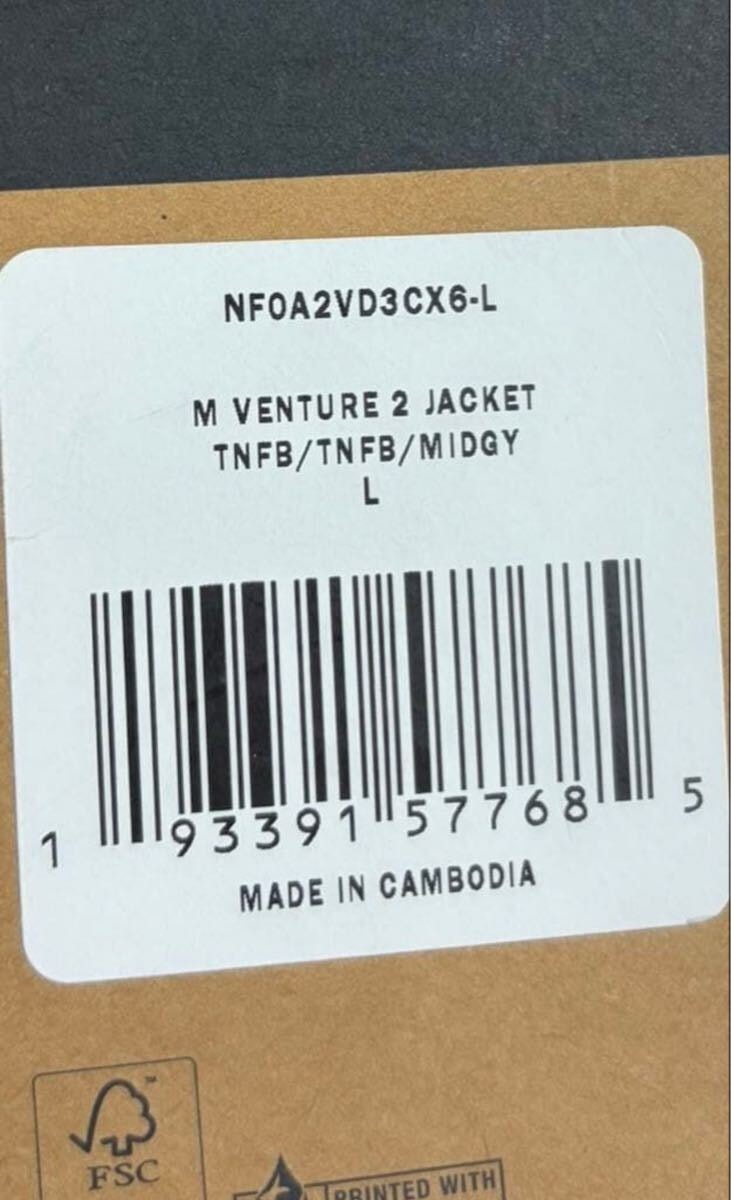 NF0A2VD3CX6-L
M VENTURE 2 JACKET
TNFB/TNFB/MIDGY
L
1 93391 57768 5
MADE IN CAMBODIA
FSC
PRINTED WITH